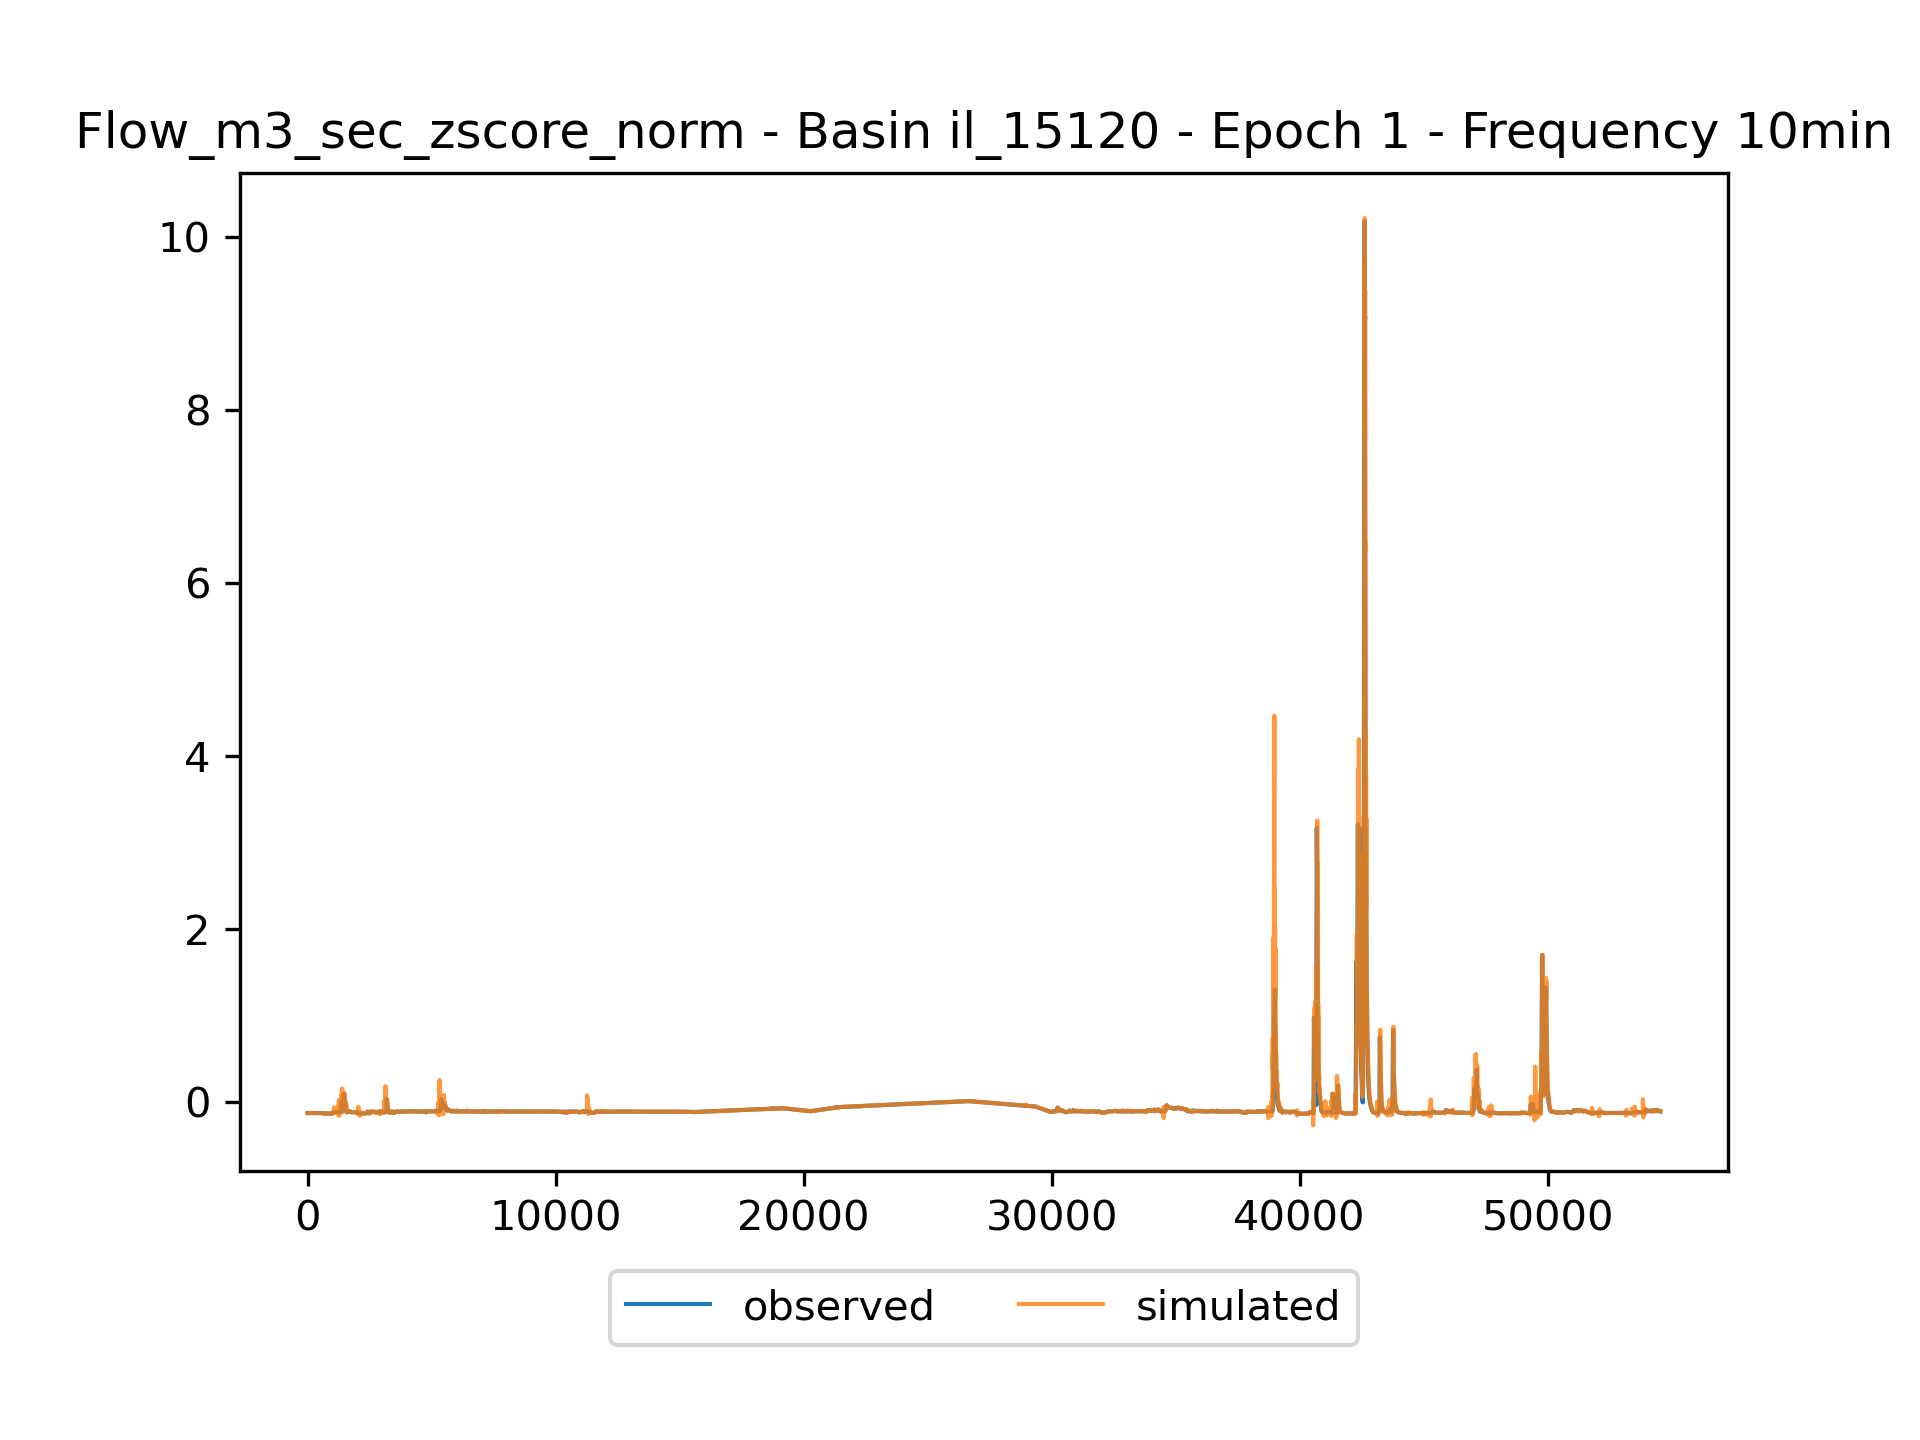 Flow_m3_sec_zscore_norm - Basin il_15120 - Epoch 1 - Frequency 10min
10
8
6
4
2
0
0 10000 20000 30000 40000 50000
observed simulated